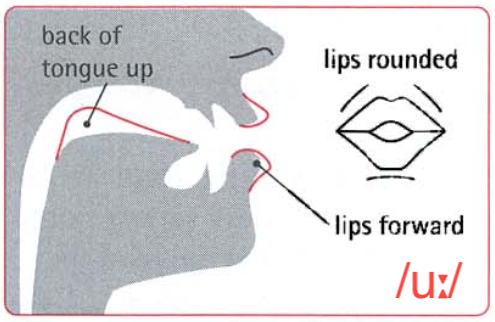 back of
tongue up
lips rounded
lips forward
/uː/